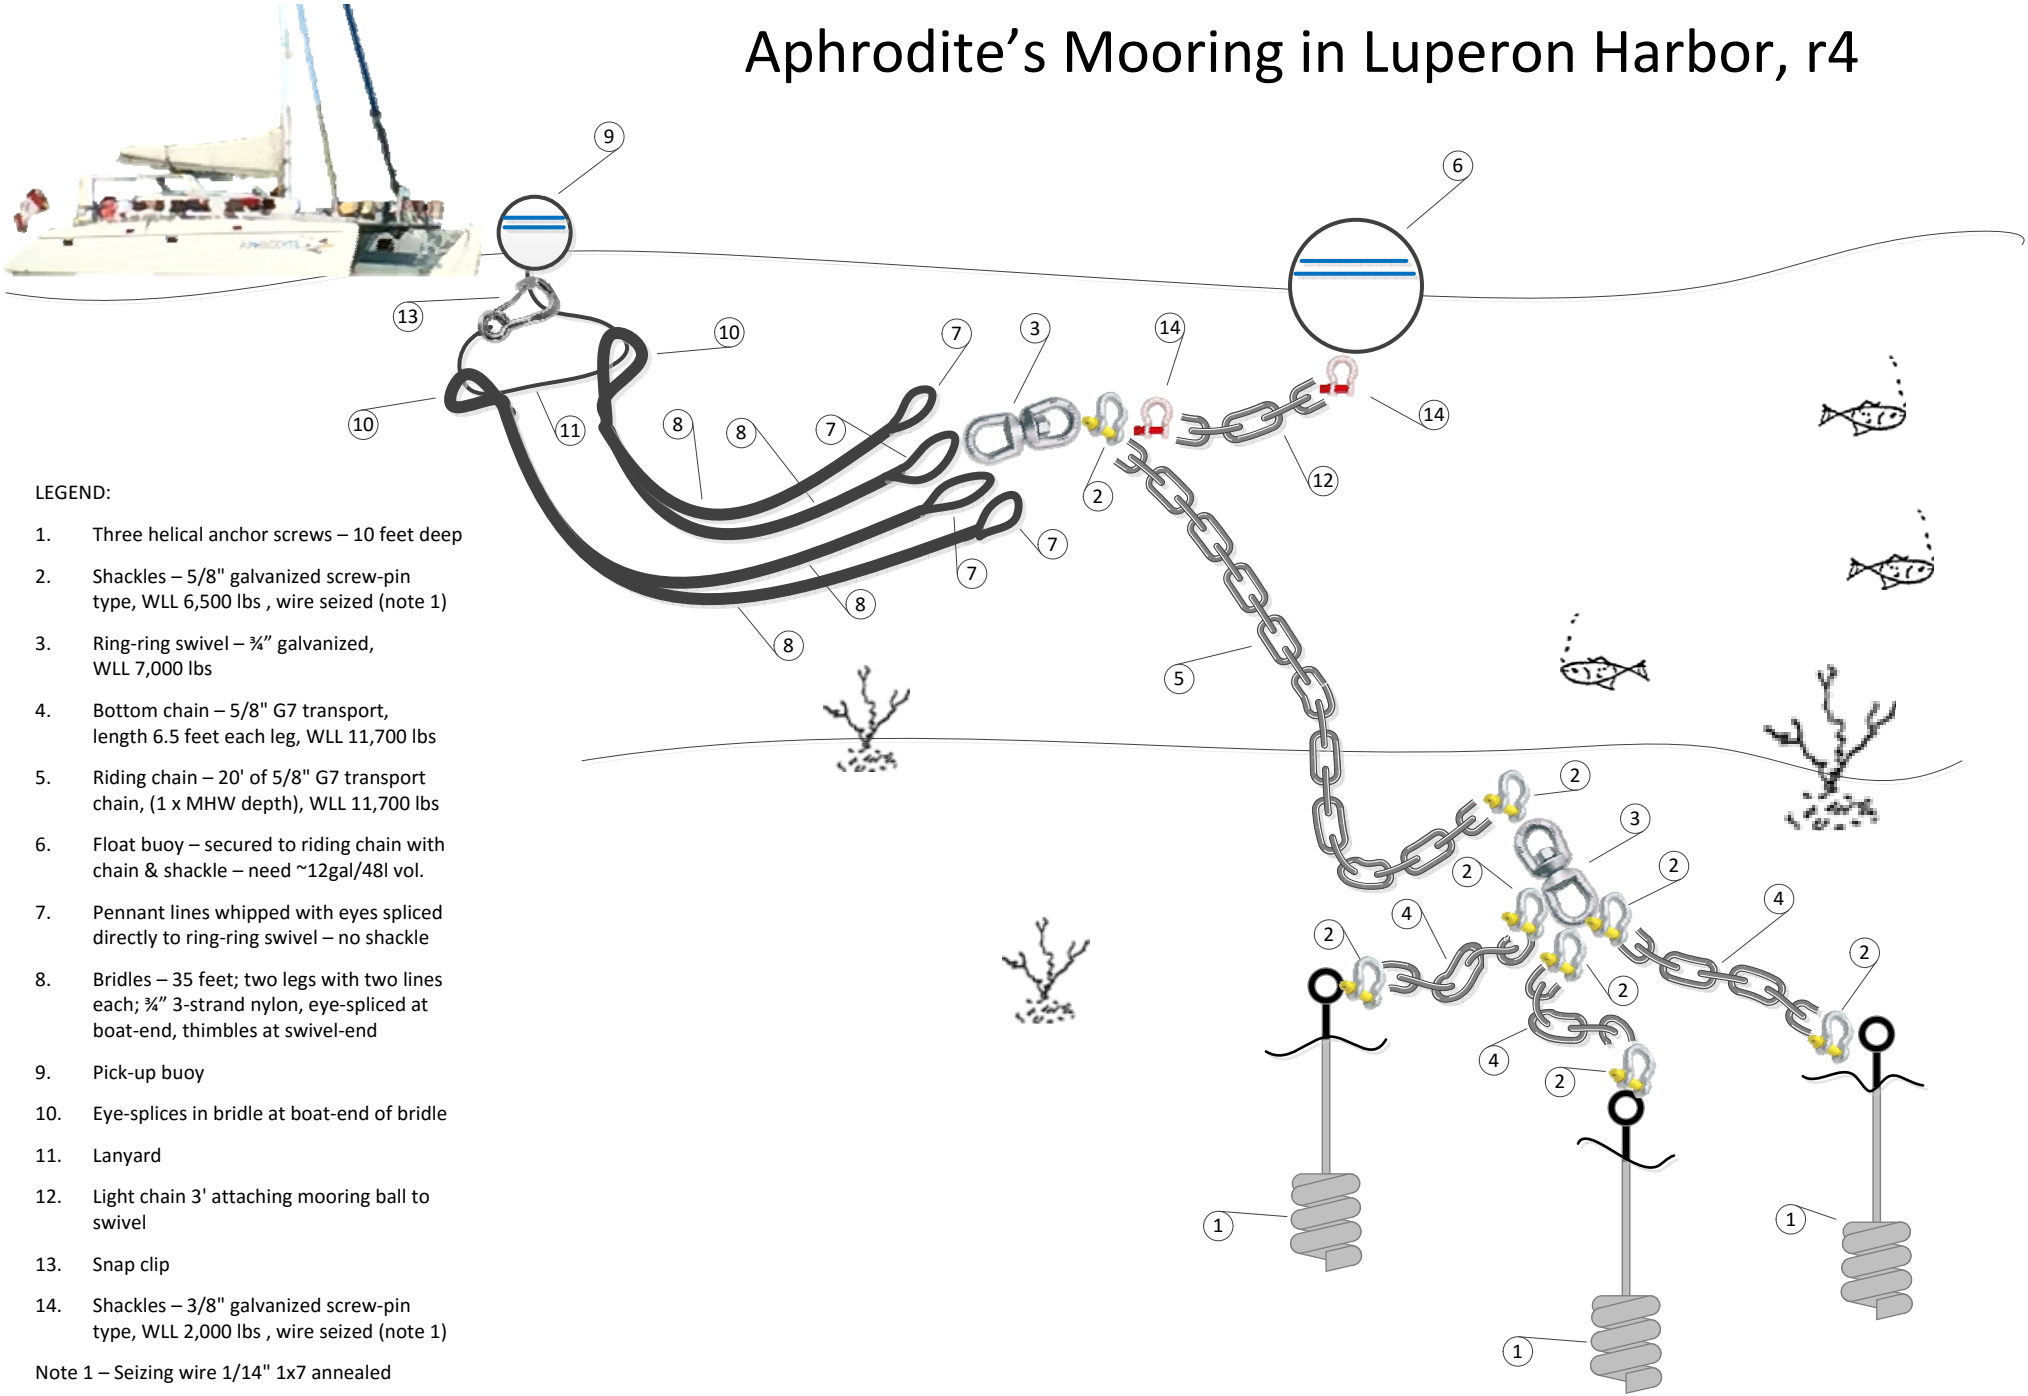 Aphrodite’s Mooring in Luperon Harbor, r4
9
6
13
10
7
3
14
10
11
8
8
7
2
12
14
7
7
8
8
5
2
3
2
2
4
4
2
2
2
4
2
1
1
1
APHRODITE
LEGEND:
1. Three helical anchor screws – 10 feet deep
2. Shackles – 5/8" galvanized screw-pin
type, WLL 6,500 lbs , wire seized (note 1)
3. Ring-ring swivel – ¾” galvanized,
WLL 7,000 lbs
4. Bottom chain – 5/8" G7 transport,
length 6.5 feet each leg, WLL 11,700 lbs
5. Riding chain – 20' of 5/8" G7 transport
chain, (1 x MHW depth), WLL 11,700 lbs
6. Float buoy – secured to riding chain with
chain & shackle – need ~12gal/48l vol.
7. Pennant lines whipped with eyes spliced
directly to ring-ring swivel – no shackle
8. Bridles – 35 feet; two legs with two lines
each; ¾” 3-strand nylon, eye-spliced at
boat-end, thimbles at swivel-end
9. Pick-up buoy
10. Eye-splices in bridle at boat-end of bridle
11. Lanyard
12. Light chain 3' attaching mooring ball to
swivel
13. Snap clip
14. Shackles – 3/8" galvanized screw-pin
type, WLL 2,000 lbs , wire seized (note 1)
Note 1 – Seizing wire 1/14" 1x7 annealed